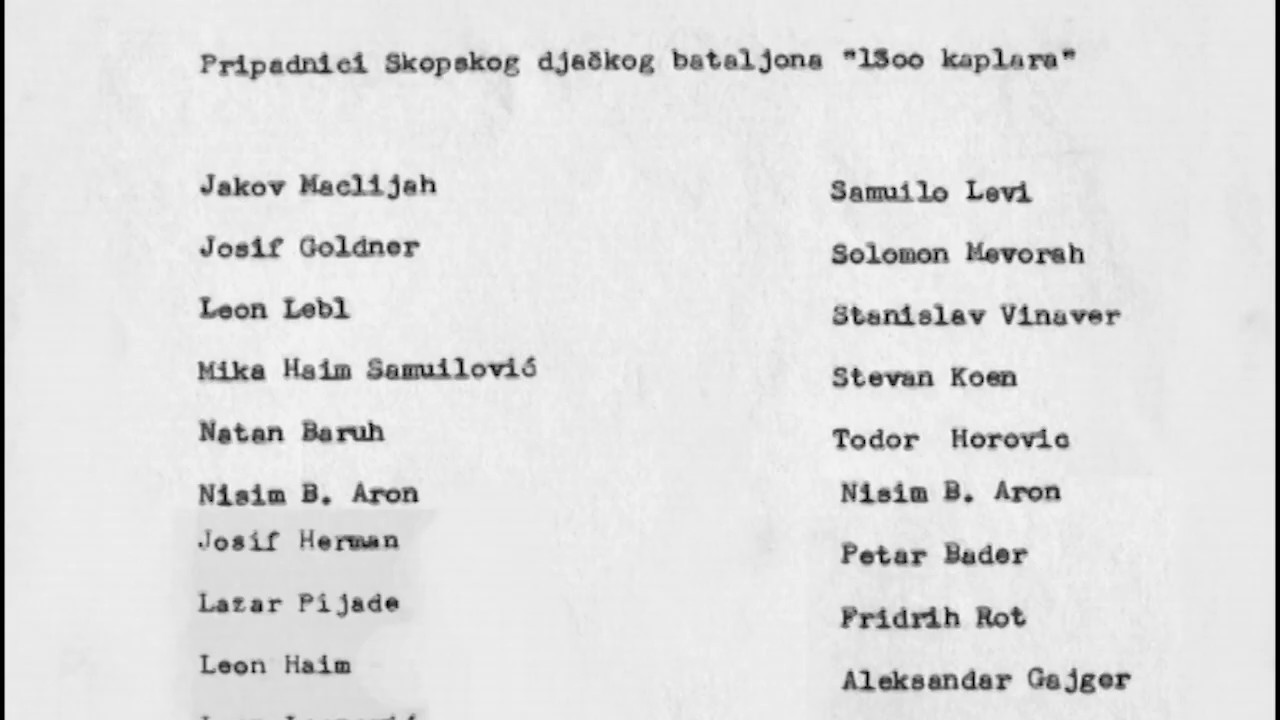 Pripadnici Skopskog djačkog bataljona "13oo kaplara"
Jakov Maclijah
Josif Goldner
Leon Lebl
Mika Haim Samuilović
Natan Baruh
Nisim B. Aron
Josif Herman
Lazar Pijade
Leon Haim
Samuilo Levi
Solomon Mevorah
Stanislav Vinaver
Stevan Koen
Todor Horovic
Nisim B. Aron
Petar Bader
Fridrih Rot
Aleksandar Gajger